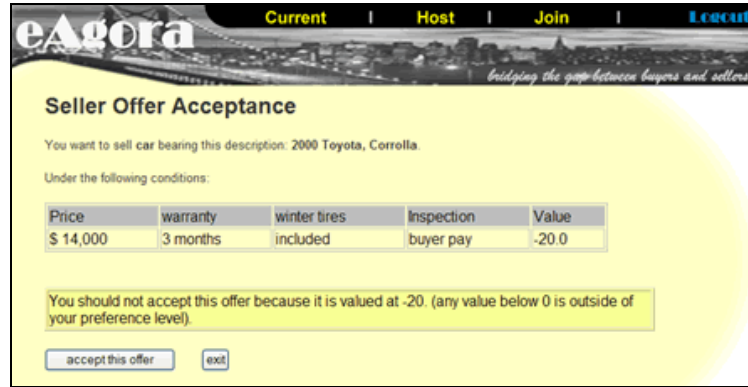 eAgora
Current | Host | Join | Logout
bridging the gap between buyers and sellers
Seller Offer Acceptance
You want to sell car bearing this description: 2000 Toyota, Corrolla.
Under the following conditions:
Price warranty winter tires Inspection Value
$ 14,000 3 months included buyer pay -20.0
You should not accept this offer because it is valued at -20. (any value below 0 is outside of
your preference level).
accept this offer exit